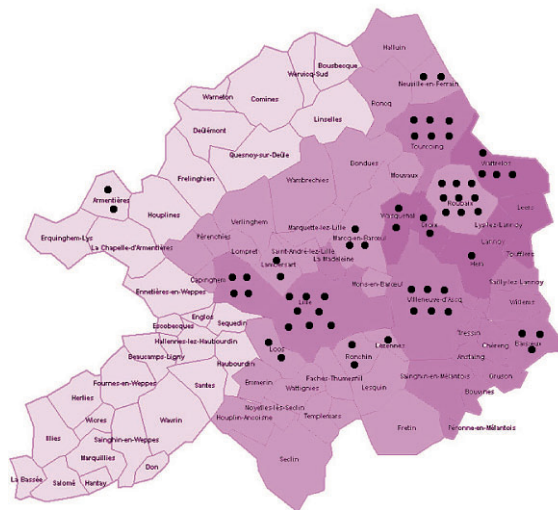 Halluin
Bousbecque
Wervicq-Sud
Neuville-en-Ferrain
Warneton
Comines
Roncq
Linselles
Deûlémont
Tourcoing
Quesnoy-sur-Deûle
Bondues
Wattrelos
Mouvaux
Frelinghien
Wambrechies
Armentières
Roubaix
Leers
Houplines
Wasquehal
Croix
Verlinghem
Marquette-lez-Lille
Lys-lez-Lannoy
Erquinghem-Lys
Pérenchies
Marcq-en-Baroeul
Lannoy
La Chapelle-d'Armentières
Lompret
Saint-André-lez-Lille
La Madeleine
Hem
Toufflers
Lambersart
Capinghem
Mons-en-Baroeul
Sailly-lez-Lannoy
Ennetières-en-Weppes
Lille
Villeneuve-d'Ascq
Willems
Englos
Escobecques
Sequedin
Tressin
Hallennes-lez-Haubourdin
Loos
Ronchin
Lezennes
Chéreng
Baisieux
Beaucamps-Ligny
Anstaing
Haubourdin
Fournes-en-Weppes
Santes
Emmerin
Wattignies
Faches-Thumesnil
Lesquin
Sainghin-en-Mélantois
Gruson
Bouvines
Herlies
Noyelles-lès-Seclin
Houplin-Ancoisne
Templemars
Wicres
Wavrin
Fretin
Péronne-en-Mélantois
Illies
Sainghin-en-Weppes
Marquillies
Seclin
Don
La Bassée
Salomé
Hantay